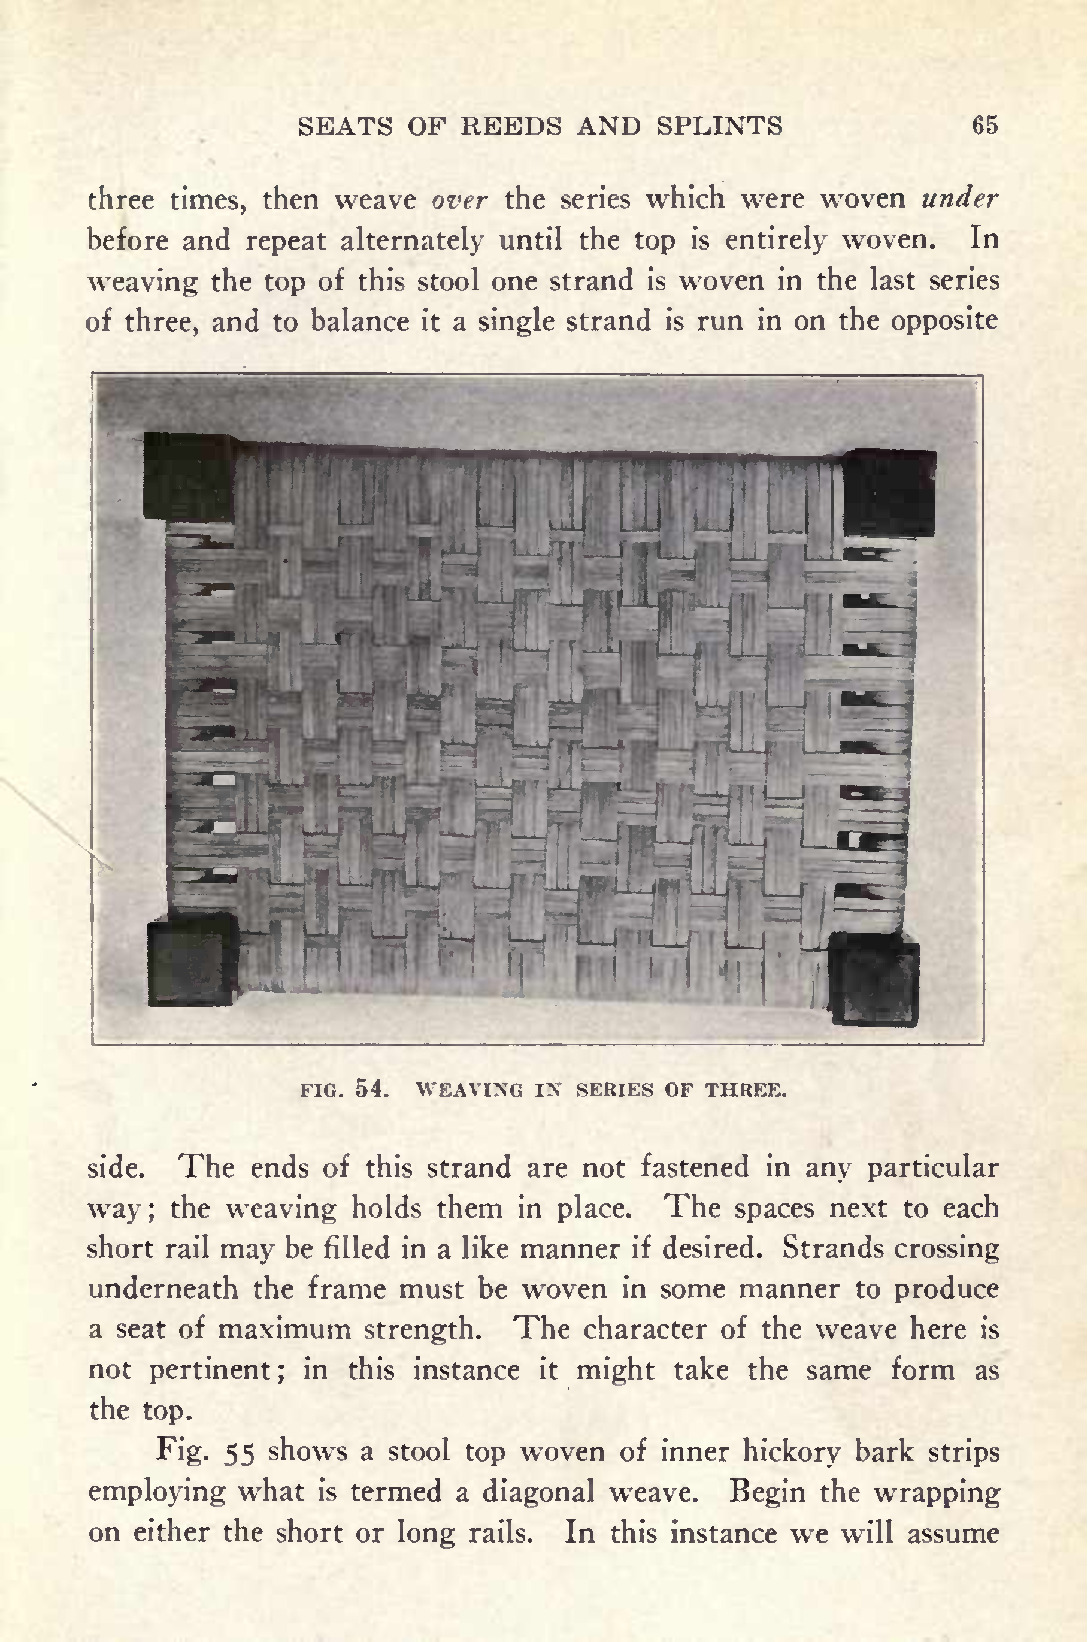 SEATS OF REEDS AND SPLINTS 65
three times, then weave over the series which were woven under
before and repeat alternately until the top is entirely woven. In
weaving the top of this stool one strand is woven in the last series
of three, and to balance it a single strand is run in on the opposite
FIG. 54. WEAVING IN SERIES OF THREE.
side. The ends of this strand are not fastened in any particular
way; the weaving holds them in place. The spaces next to each
short rail may be filled in a like manner if desired. Strands crossing
underneath the frame must be woven in some manner to produce
a seat of maximum strength. The character of the weave here is
not pertinent; in this instance it might take the same form as
the top.
Fig. 55 shows a stool top woven of inner hickory bark strips
employing what is termed a diagonal weave. Begin the wrapping
on either the short or long rails. In this instance we will assume